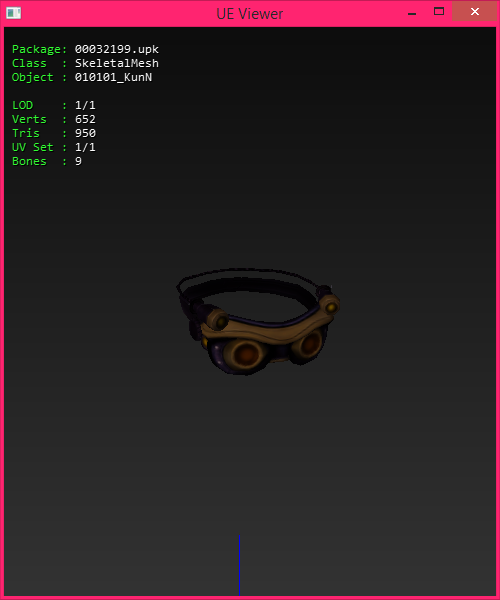 UE Viewer
Package: 00032199.upk
Class : SkeletalMesh
Object : 010101_KunN
LOD : 1/1
Verts : 652
Tris : 950
UV Set : 1/1
Bones : 9